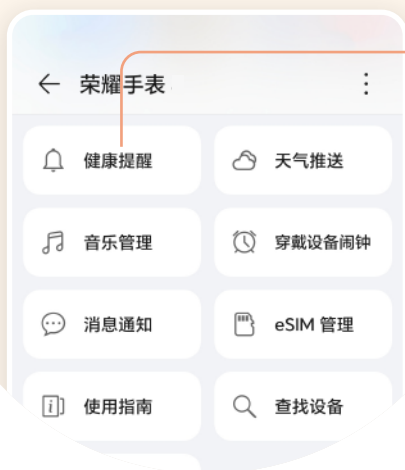 荣耀手表
健康提醒
天气推送
音乐管理
穿戴设备闹钟
消息通知
eSIM 管理
使用指南
查找设备